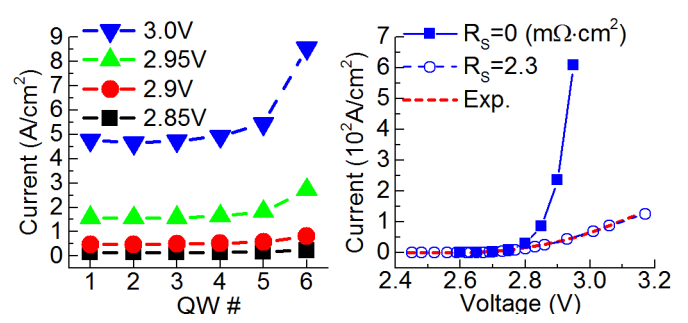 Current (A/cm²)
9
8
7
6
5
4
3
2
1
0
3.0V
2.95V
2.9V
2.85V
1 2 3 4 5 6
QW #
Current (10²A/cm²)
7
6
5
4
3
2
1
0
R_S=0 (mΩ·cm²)
R_S=2.3
Exp.
2.4 2.6 2.8 3.0 3.2
Voltage (V)